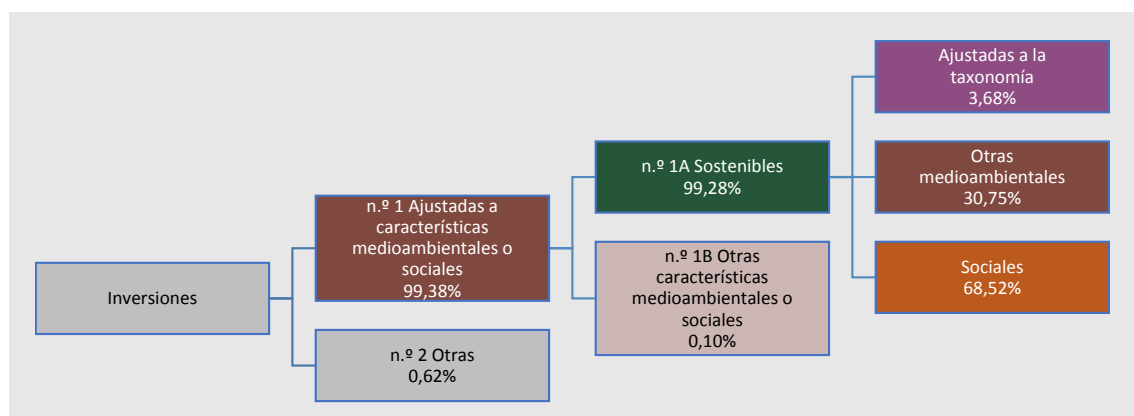 Inversiones
n.º 1 Ajustadas a
características
medioambientales o
sociales
99,38%
n.º 2 Otras
0,62%
n.º 1A Sostenibles
99,28%
n.º 1B Otras
características
medioambientales o
sociales
0,10%
Ajustadas a la
taxonomía
3,68%
Otras
medioambientales
30,75%
Sociales
68,52%